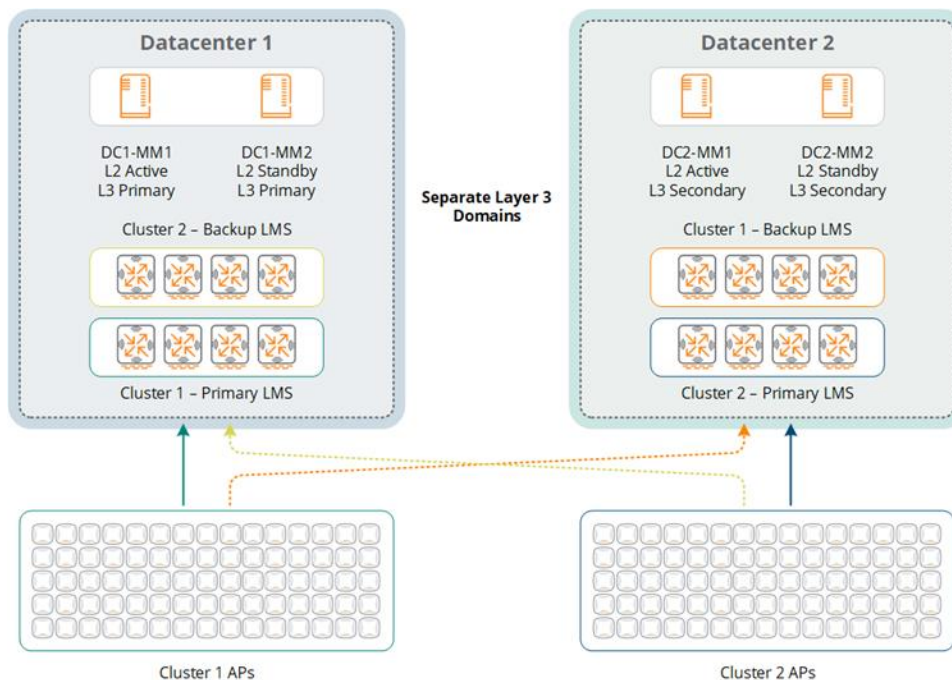 Datacenter 1
Datacenter 2
DC1-MM1
L2 Active
L3 Primary
DC1-MM2
L2 Standby
L3 Primary
DC2-MM1
L2 Active
L3 Secondary
DC2-MM2
L2 Standby
L3 Secondary
Separate Layer 3
Domains
Cluster 2 – Backup LMS
Cluster 1 – Backup LMS
Cluster 1 – Primary LMS
Cluster 2 – Primary LMS
Cluster 1 APs
Cluster 2 APs